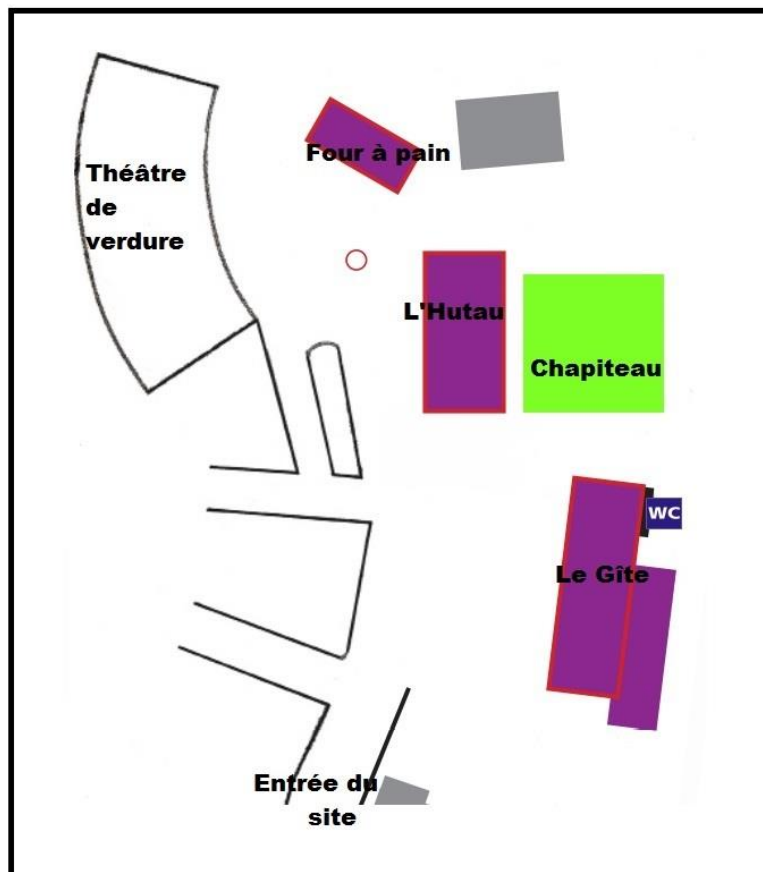 Four à pain
Théâtre
de
verdure
L'Hutau
Chapiteau
WC
Le Gîte
Entrée du
site